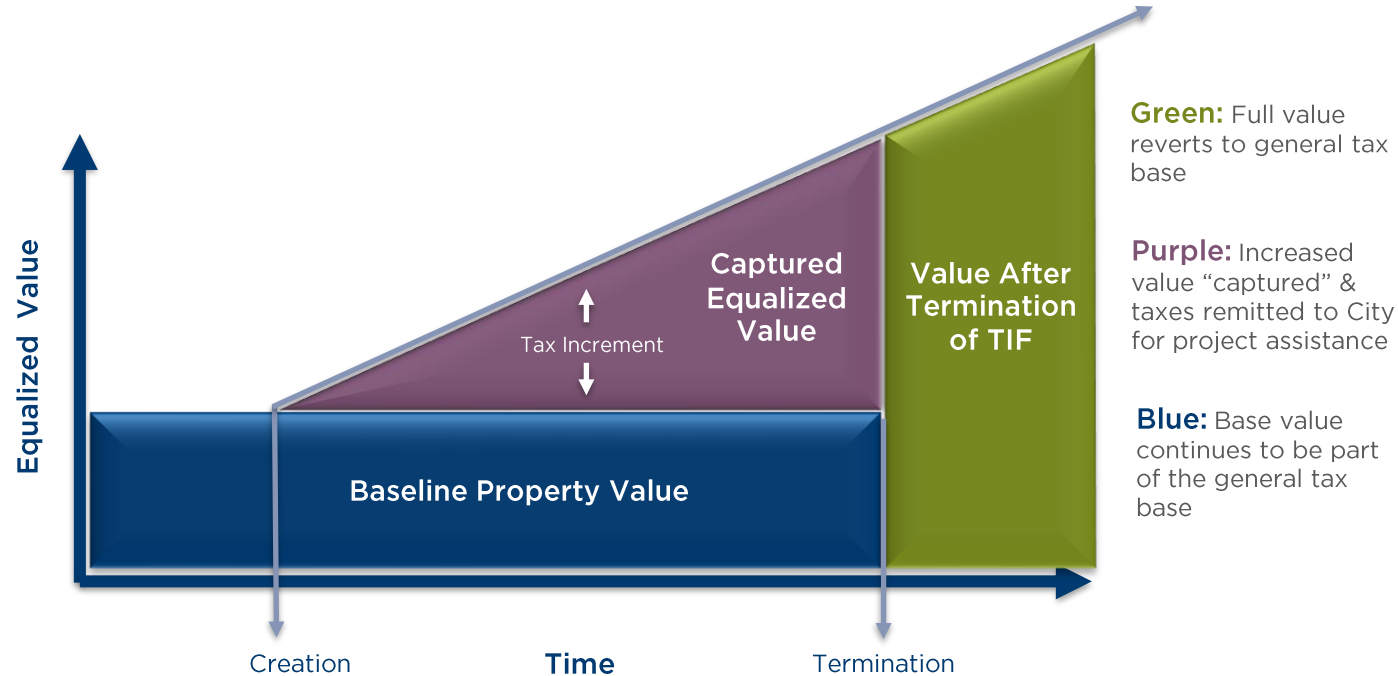 Equalized Value
Captured
Equalized
Value
Tax Increment
Value After
Termination
of TIF
Baseline Property Value
Creation
Time
Termination
Green: Full value
reverts to general tax
base
Purple: Increased
value “captured” &
taxes remitted to City
for project assistance
Blue: Base value
continues to be part
of the general tax
base